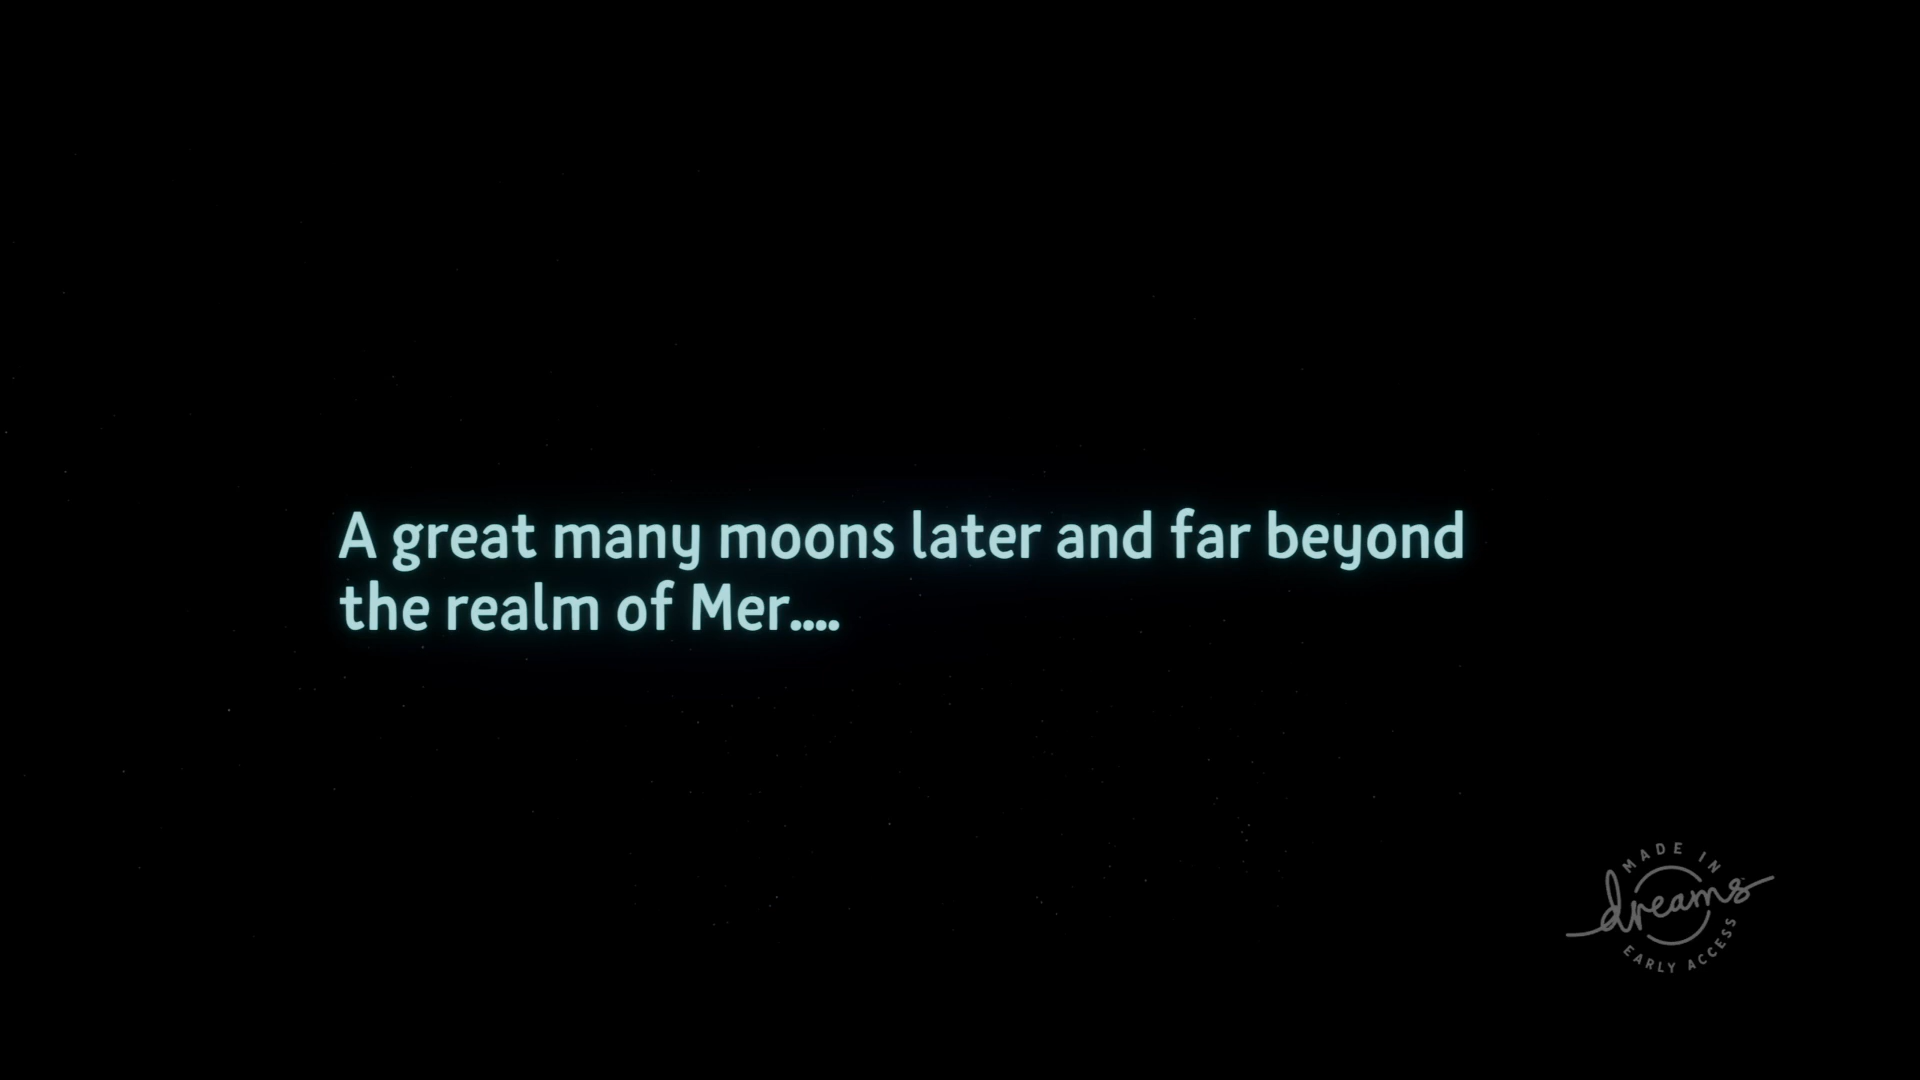 A great many moons later and far beyond
the realm of Mer....
MADE IN
dreams
EARLY ACCESS